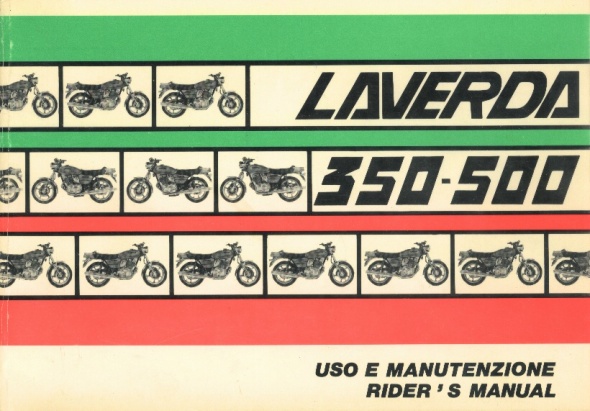 LAVERDA
350-500
USO E MANUTENZIONE
RIDER 'S MANUAL